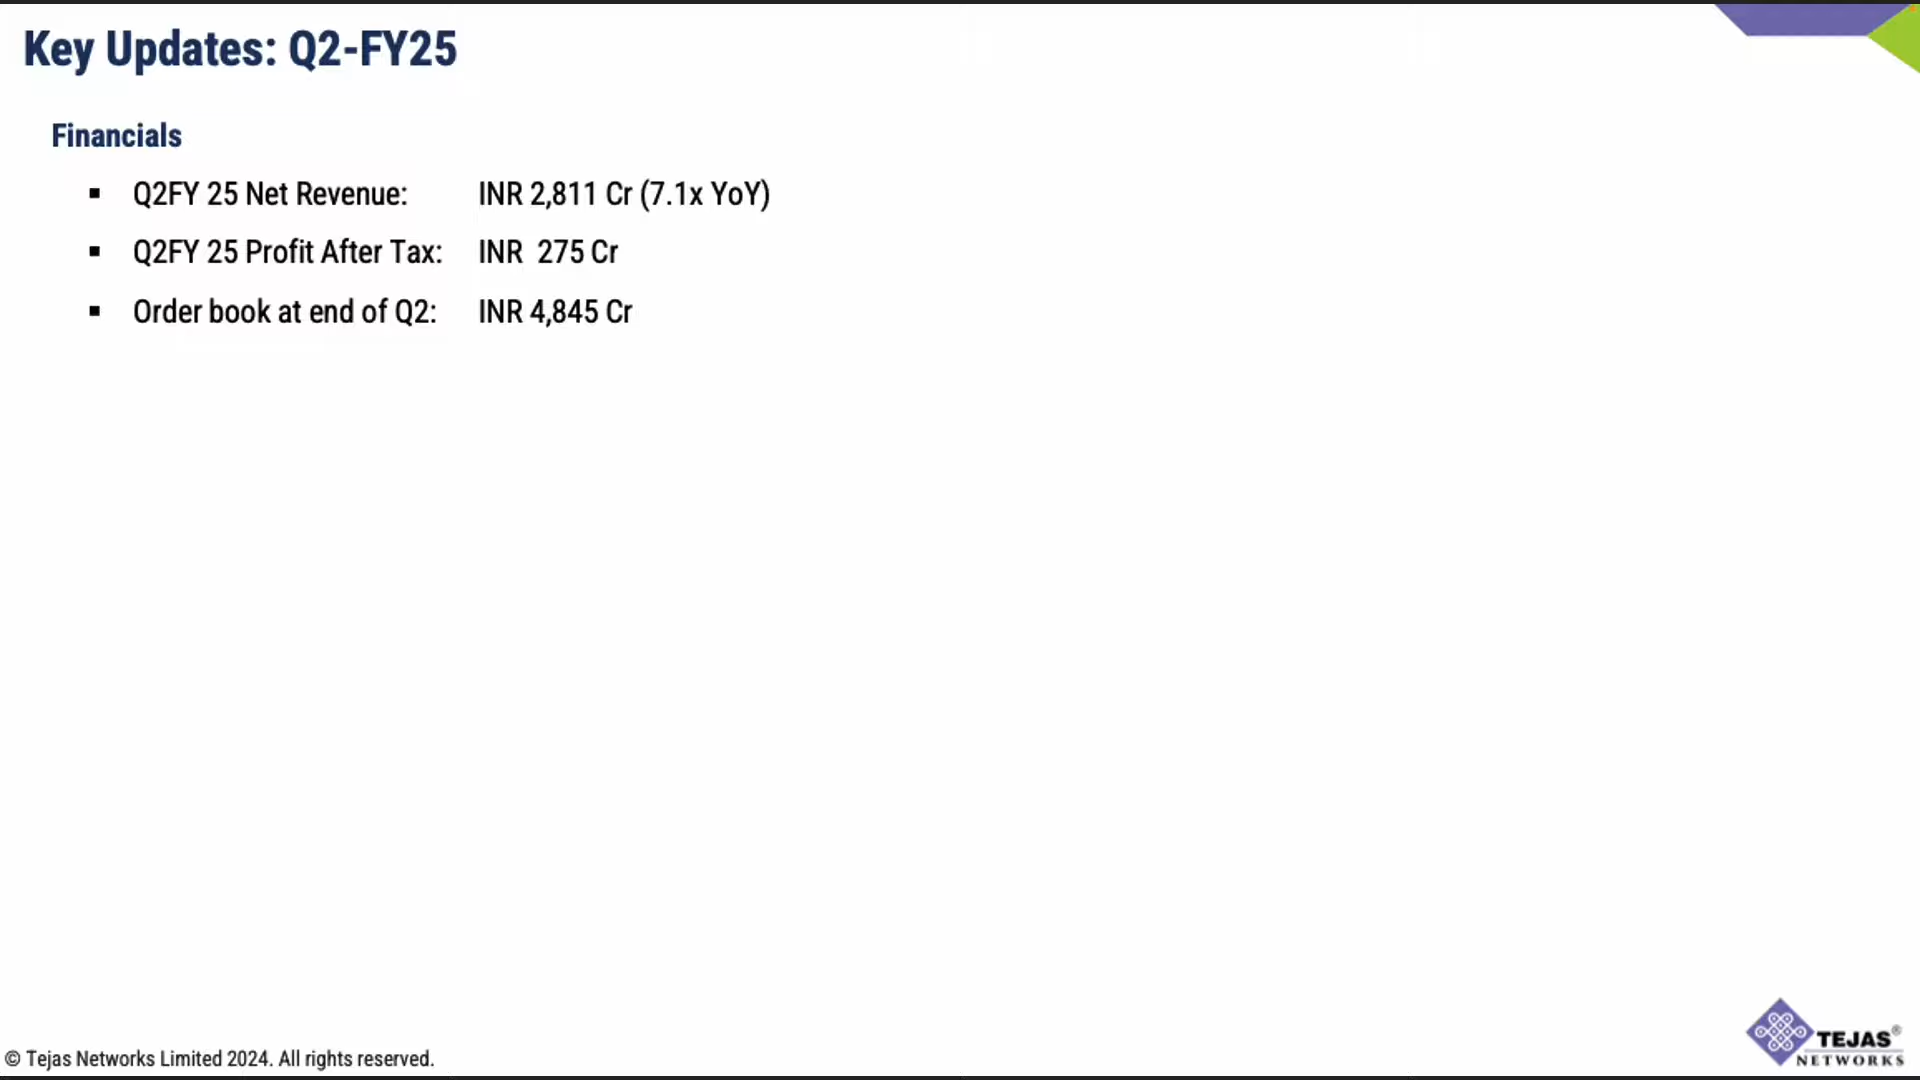 Key Updates: Q2-FY25
Financials
▪ Q2FY 25 Net Revenue: INR 2,811 Cr (7.1x YoY)
▪ Q2FY 25 Profit After Tax: INR 275 Cr
▪ Order book at end of Q2: INR 4,845 Cr
© Tejas Networks Limited 2024. All rights reserved.
TEJAS®
NETWORKS